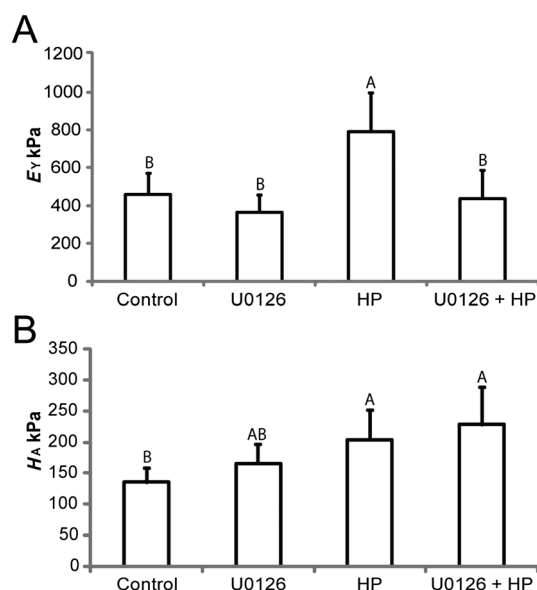 A
1200
1000
800
600
400
200
0
EY kPa
B
B
A
B
Control U0126 HP U0126 + HP
B
350
300
250
200
150
100
50
0
HA kPa
B
AB
A
A
Control U0126 HP U0126 + HP